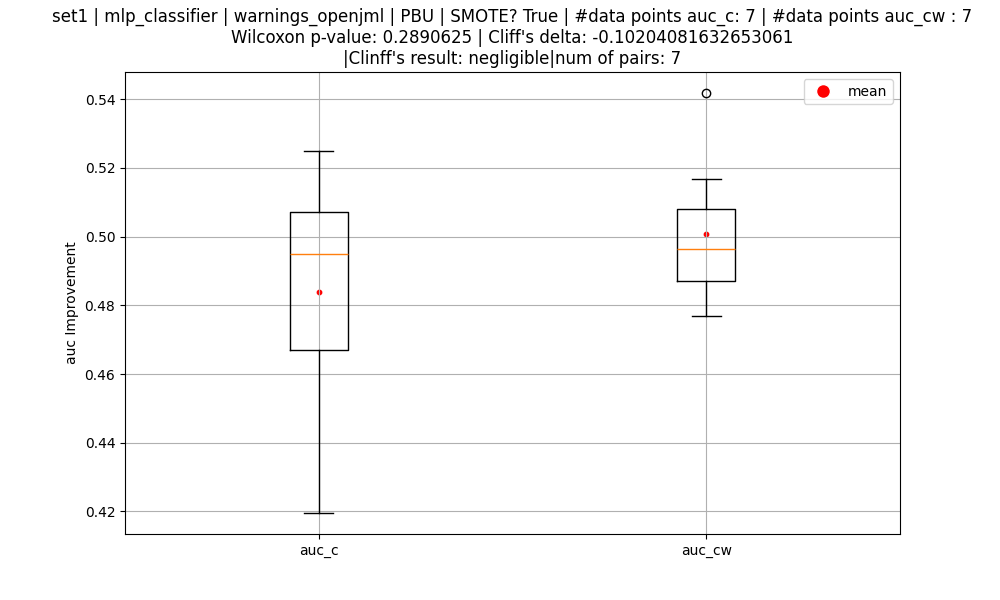 set1 | mlp_classifier | warnings_openjml | PBU | SMOTE? True | #data points auc_c: 7 | #data points auc_cw : 7
Wilcoxon p-value: 0.2890625 | Cliff's delta: -0.10204081632653061
|Clinff's result: negligible|num of pairs: 7
mean
0.54
0.52
0.50
0.48
0.46
0.44
0.42
auc Improvement
auc_c
auc_cw